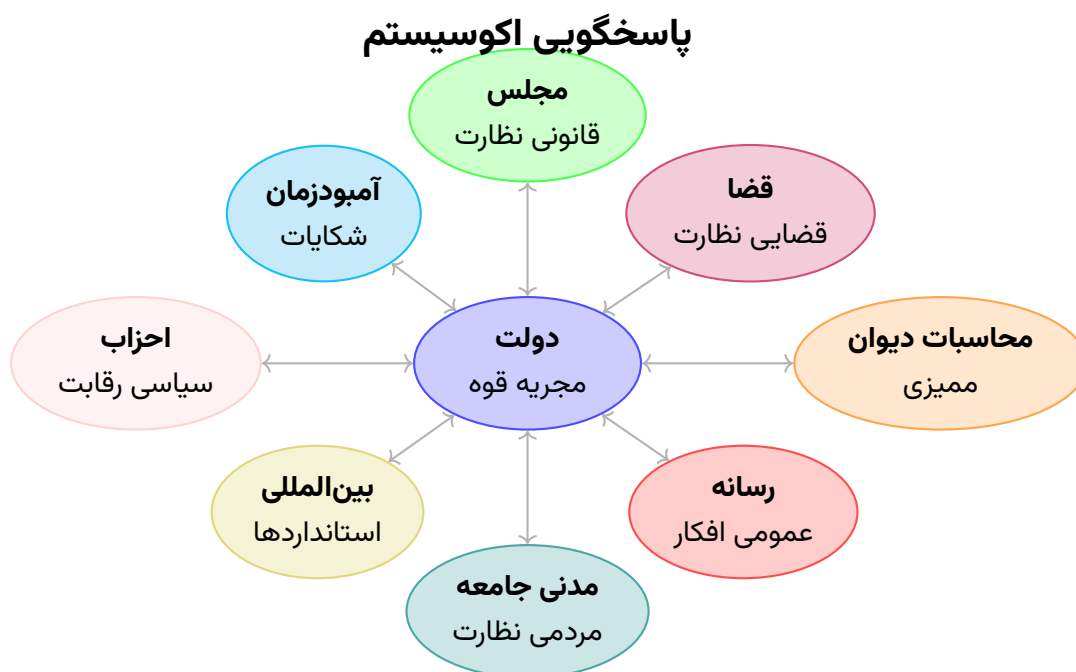 پاسخگویی اکوسیستم
مجلس
قانونی نظارت
قضا
قضایی نظارت
آمبودزمان
شکایات
محاسبات دیوان
ممیزی
دولت
مجریه قوه
احزاب
سیاسی رقابت
رسانه
عمومی افکار
بین‌المللی
استانداردها
مدنی جامعه
مردمی نظارت